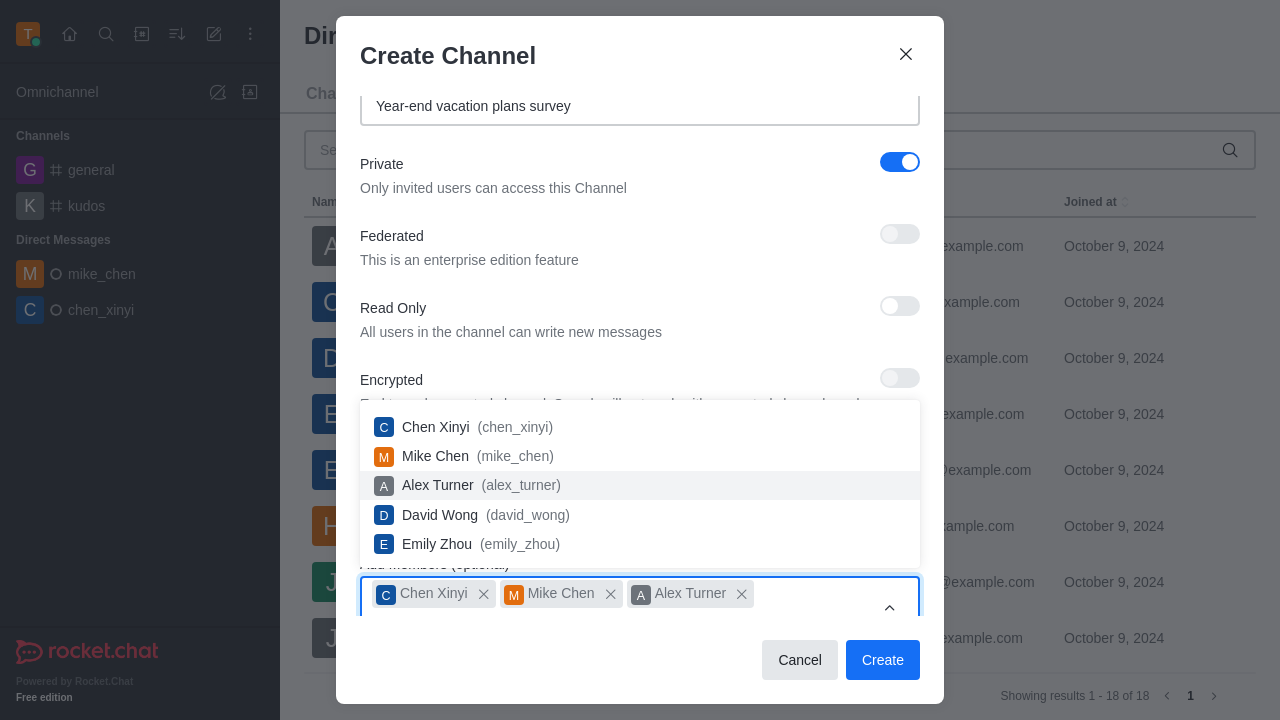 T
Omnichannel
Channels
G general
K kudos
Direct Messages
M mike_chen
C chen_xinyi
rocket.chat
Powered by Rocket.Chat
Free edition
Create Channel
Year-end vacation plans survey
Private
Only invited users can access this Channel
Federated
This is an enterprise edition feature
Read Only
All users in the channel can write new messages
Encrypted
C Chen Xinyi (chen_xinyi)
M Mike Chen (mike_chen)
A Alex Turner (alex_turner)
D David Wong (david_wong)
E Emily Zhou (emily_zhou)
Add members (optional)
C Chen Xinyi M Mike Chen A Alex Turner
Cancel Create
Joined at
A example.com October 9, 2024
C xample.com October 9, 2024
D example.com October 9, 2024
E example.com October 9, 2024
E @example.com October 9, 2024
H xample.com October 9, 2024
J @example.com October 9, 2024
J example.com October 9, 2024
Showing results 1 - 18 of 18 1